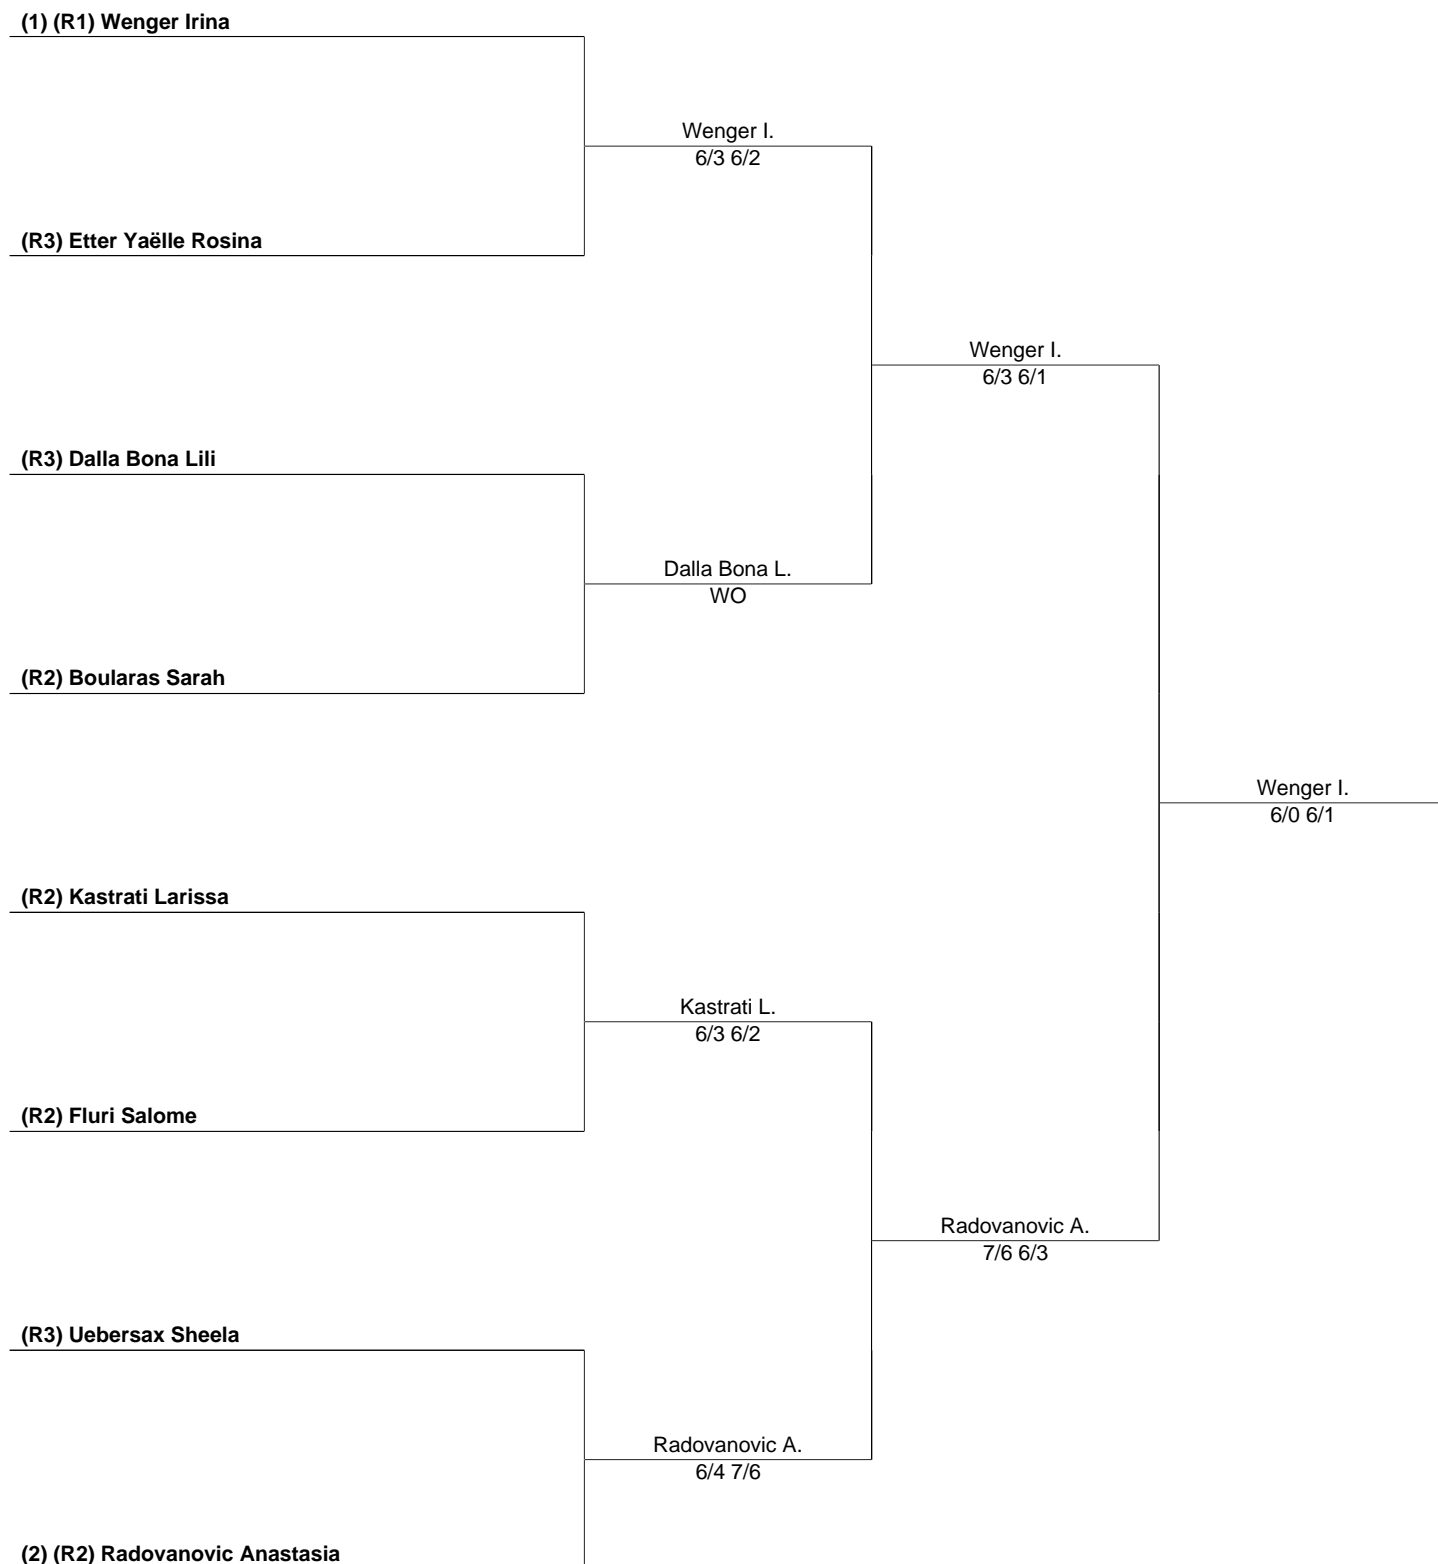 (1) (R1) Wenger Irina
Wenger I.
6/3 6/2
(R3) Etter Yaëlle Rosina
Wenger I.
6/3 6/1
(R3) Dalla Bona Lili
Dalla Bona L.
WO
(R2) Boularas Sarah
Wenger I.
6/0 6/1
(R2) Kastrati Larissa
Kastrati L.
6/3 6/2
(R2) Fluri Salome
Radovanovic A.
7/6 6/3
(R3) Uebersax Sheela
Radovanovic A.
6/4 7/6
(2) (R2) Radovanovic Anastasia